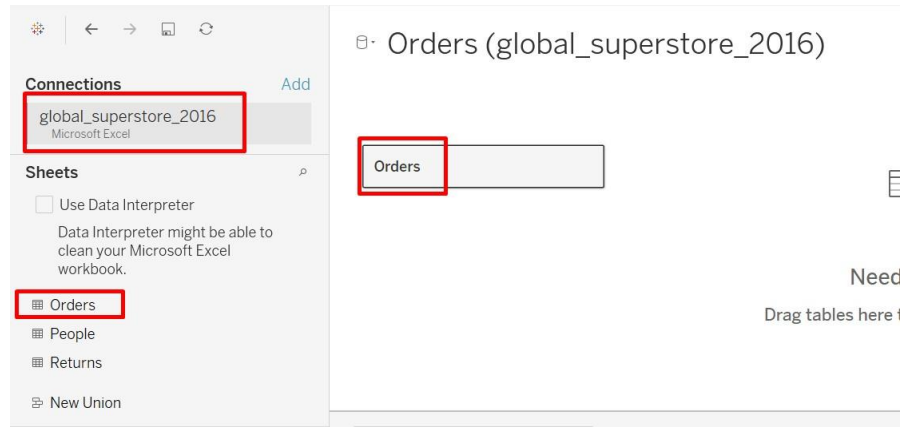 Orders (global_superstore_2016)
Connections
Add
global_superstore_2016
Microsoft Excel
Sheets
Use Data Interpreter
Data Interpreter might be able to
clean your Microsoft Excel
workbook.
Orders
People
Returns
New Union
Orders
Need
Drag tables here